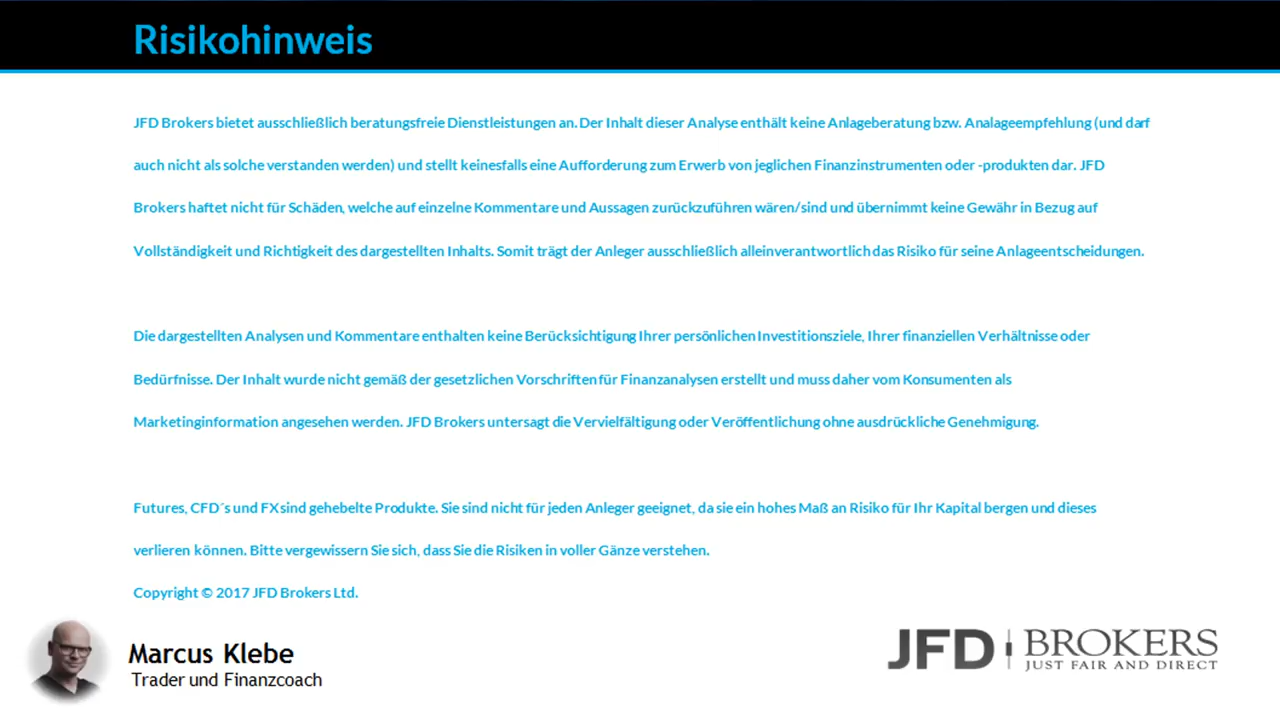 Risikohinweis
JFD Brokers bietet ausschließlich beratungsfreie Dienstleistungen an. Der Inhalt dieser Analyse enthält keine Anlageberatung bzw. Analageempfehlung (und darf
auch nicht als solche verstanden werden) und stellt keinesfalls eine Aufforderung zum Erwerb von jeglichen Finanzinstrumenten oder -produkten dar. JFD
Brokers haftet nicht für Schäden, welche auf einzelne Kommentare und Aussagen zurückzuführen wären/sind und übernimmt keine Gewähr in Bezug auf
Vollständigkeit und Richtigkeit des dargestellten Inhalts. Somit trägt der Anleger ausschließlich alleinverantwortlich das Risiko für seine Anlageentscheidungen.
Die dargestellten Analysen und Kommentare enthalten keine Berücksichtigung Ihrer persönlichen Investitionsziele, Ihrer finanziellen Verhältnisse oder
Bedürfnisse. Der Inhalt wurde nicht gemäß der gesetzlichen Vorschriften für Finanzanalysen erstellt und muss daher vom Konsumenten als
Marketinginformation angesehen werden. JFD Brokers untersagt die Vervielfältigung oder Veröffentlichung ohne ausdrückliche Genehmigung.
Futures, CFD´s und FX sind gehebelte Produkte. Sie sind nicht für jeden Anleger geeignet, da sie ein hohes Maß an Risiko für Ihr Kapital bergen und dieses
verlieren können. Bitte vergewissern Sie sich, dass Sie die Risiken in voller Gänze verstehen.
Copyright © 2017 JFD Brokers Ltd.
Marcus Klebe
Trader und Finanzcoach
JFD BROKERS
JUST FAIR AND DIRECT